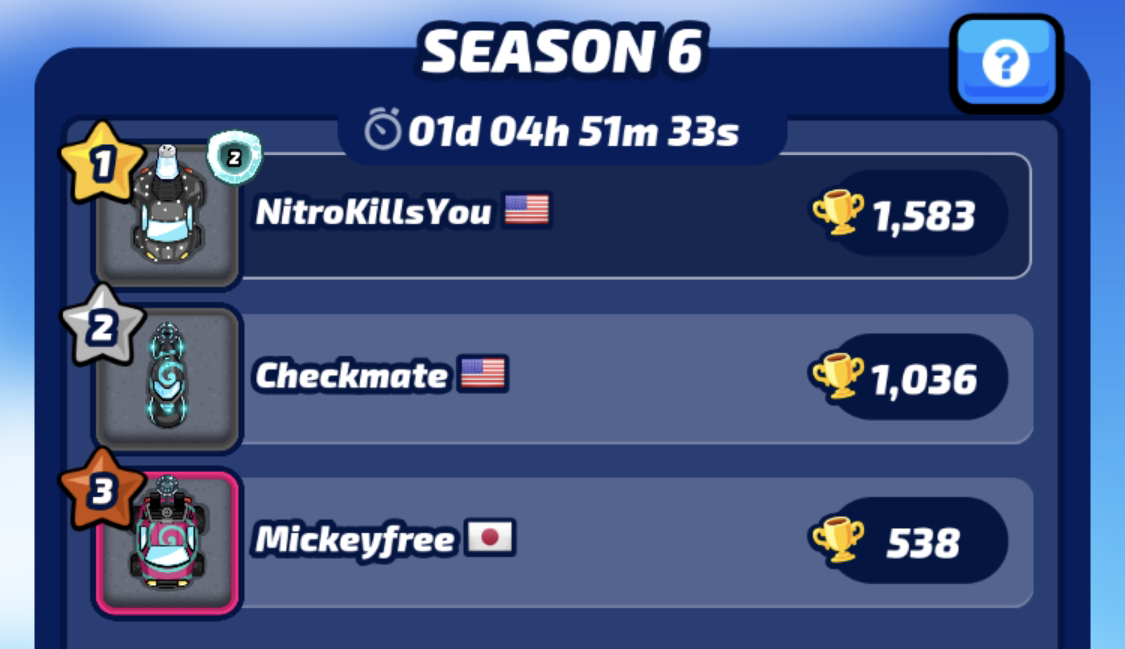 SEASON 6
?
01d 04h 51m 33s
1
2
NitroKillsYou
1,583
2
Checkmate
1,036
3
Mickeyfree
538